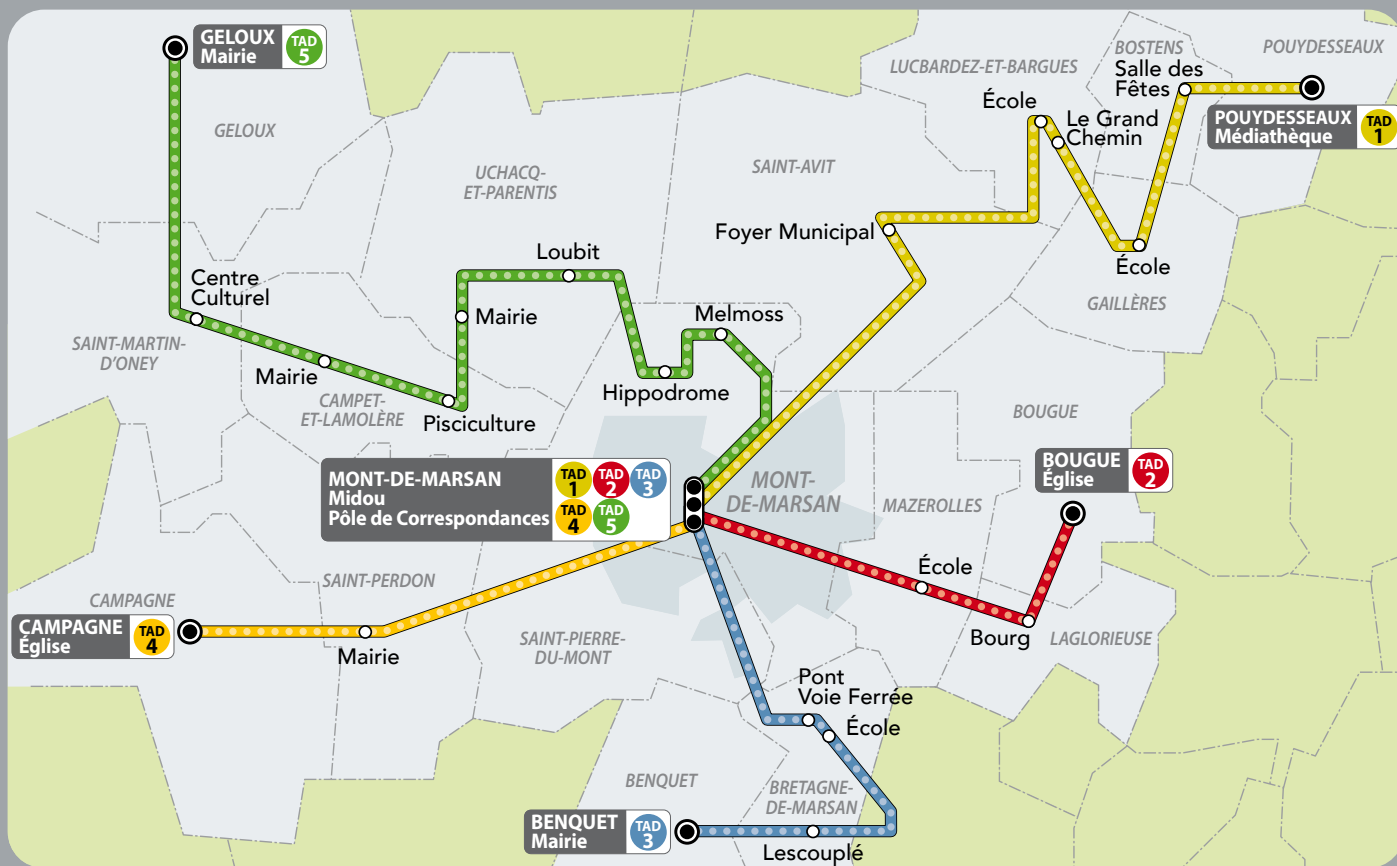 GELOUX
Mairie
TAD
5
GELOUX
UCHACQ-
ET-PARENTIS
SAINT-AVIT
LUCBARDEZ-ET-BARGUES
BOSTENS
POUYDESSEAUX
Salle des
Fêtes
École
Le Grand
Chemin
POUYDESSEAUX
Médiathèque
TAD
1
Foyer Municipal
École
GAILLÈRES
Loubit
Centre
Culturel
Mairie
Melmoss
SAINT-MARTIN-
D'ONEY
Mairie
CAMPET-
ET-LAMOLÈRE
Pisciculture
Hippodrome
BOUGUE
MONT-DE-MARSAN
Midou
Pôle de Correspondances
TAD
1
TAD
2
TAD
3
TAD
4
TAD
5
MONT-
DE-MARSAN
MAZEROLLES
BOUGUE
Église
TAD
2
École
Bourg
LAGLORIEUSE
SAINT-PERDON
CAMPAGNE
CAMPAGNE
Église
TAD
4
Mairie
SAINT-PIERRE-
DU-MONT
Pont
Voie Ferrée
École
BENQUET
BRETAGNE-
DE-MARSAN
BENQUET
Mairie
TAD
3
Lescouplé